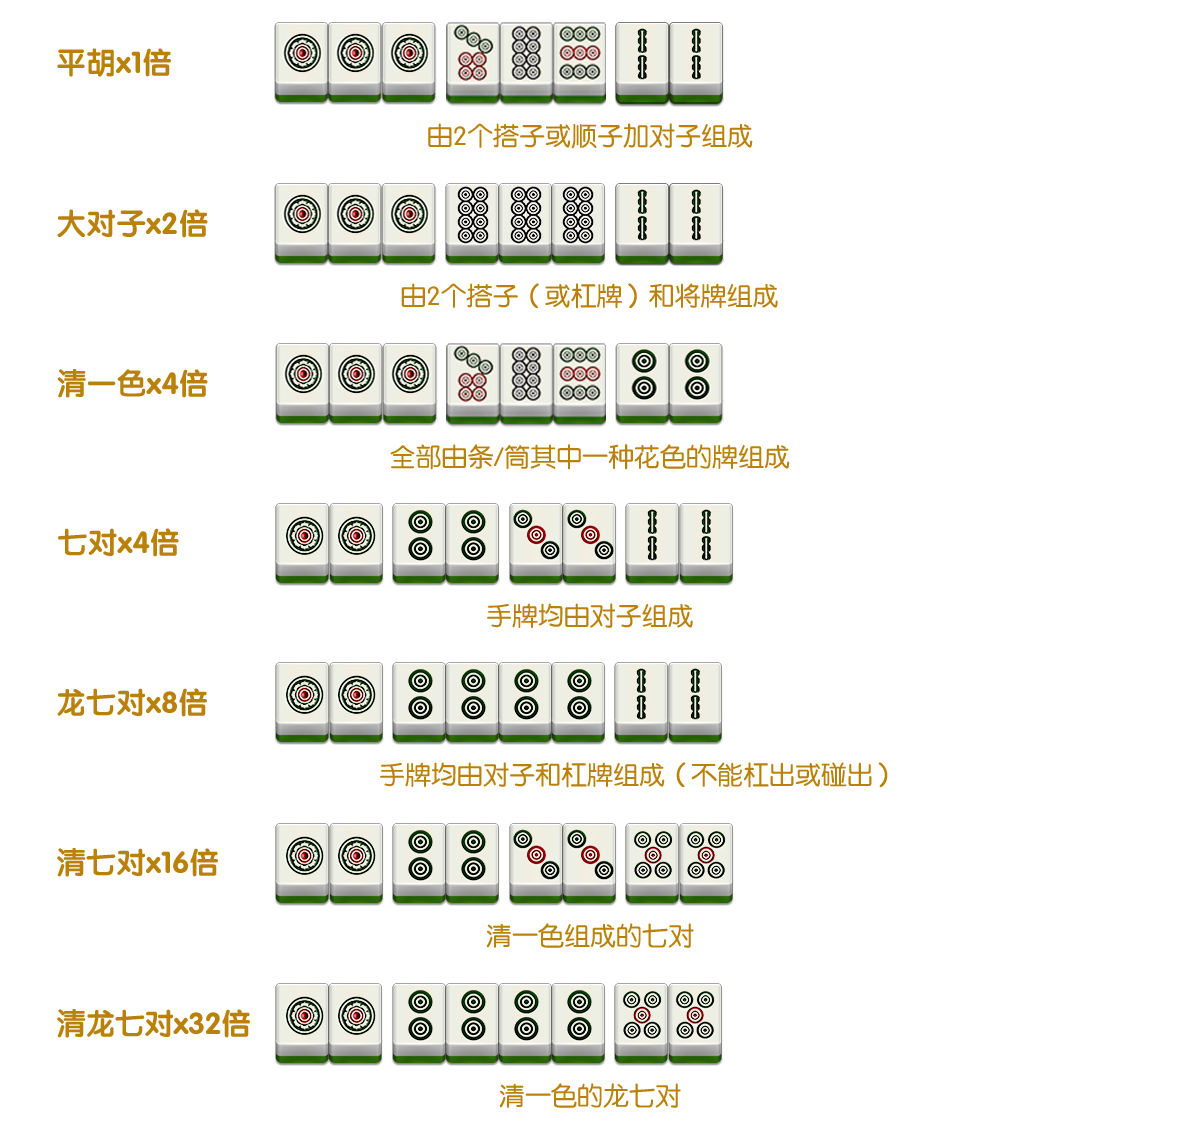 平胡x1倍
由2个搭子或顺子加对子组成
大对子x2倍
由2个搭子（或杠牌）和将牌组成
清一色x4倍
全部由条/筒其中一种花色的牌组成
七对x4倍
手牌均由对子组成
龙七对x8倍
手牌均由对子和杠牌组成（不能杠出或碰出）
清七对x16倍
清一色组成的七对
清龙七对x32倍
清一色的龙七对